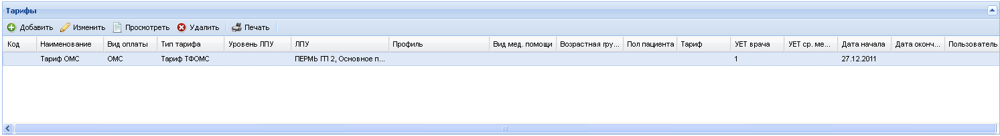 Тарифы
Добавить Изменить Просмотреть Удалить Печать
Код Наименование Вид оплаты Тип тарифа Уровень ЛПУ ЛПУ Профиль Вид мед. помощи Возрастная гру... Пол пациента Тариф УЕТ врача УЕТ ср. ме... Дата начала Дата оконч... Пользователь
Тариф ОМС ОМС Тариф ТФОМС ПЕРМЬ ГП 2, Основное п... 1 27.12.2011